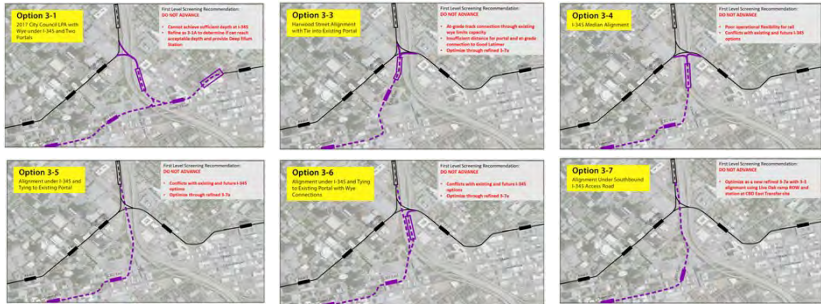 Option 3-1
2017 City Council LPA with
Wye under I-345 and Two
Portals
First Level Screening Recommendation:
DO NOT ADVANCE
• Cannot achieve sufficient depth at I-345
• Refine as 3-1A to determine if can reach
acceptable depth and provide Deep Ellum
Station
Option 3-3
Harwood Street Alignment
with Tie into Existing Portal
First Level Screening Recommendation:
DO NOT ADVANCE
• At-grade track connection through existing
wye limits capacity
• Insufficient distance for portal and at-grade
connection to Good Latimer
• Optimize through refined 3-7a
Option 3-4
I-345 Median Alignment
First Level Screening Recommendation:
DO NOT ADVANCE
• Poor operational flexibility for rail
• Conflicts with existing and future I-345
options
Option 3-5
Alignment under I-345 and
Tying to Existing Portal
First Level Screening Recommendation:
DO NOT ADVANCE
• Conflicts with existing and future I-345
options
• Optimize through refined 3-7a
Option 3-6
Alignment under I-345 and Tying
to Existing Portal with Wye
Connections
First Level Screening Recommendation:
DO NOT ADVANCE
• Conflicts with existing and future I-345
options
• Optimize through refined 3-7a
Option 3-7
Alignment Under Southbound
I-345 Access Road
First Level Screening Recommendation:
DO NOT ADVANCE
• Optimize as a new refined 3-7a with 3-3
alignment using Live Oak ramp ROW and
station at CBD East Transfer site